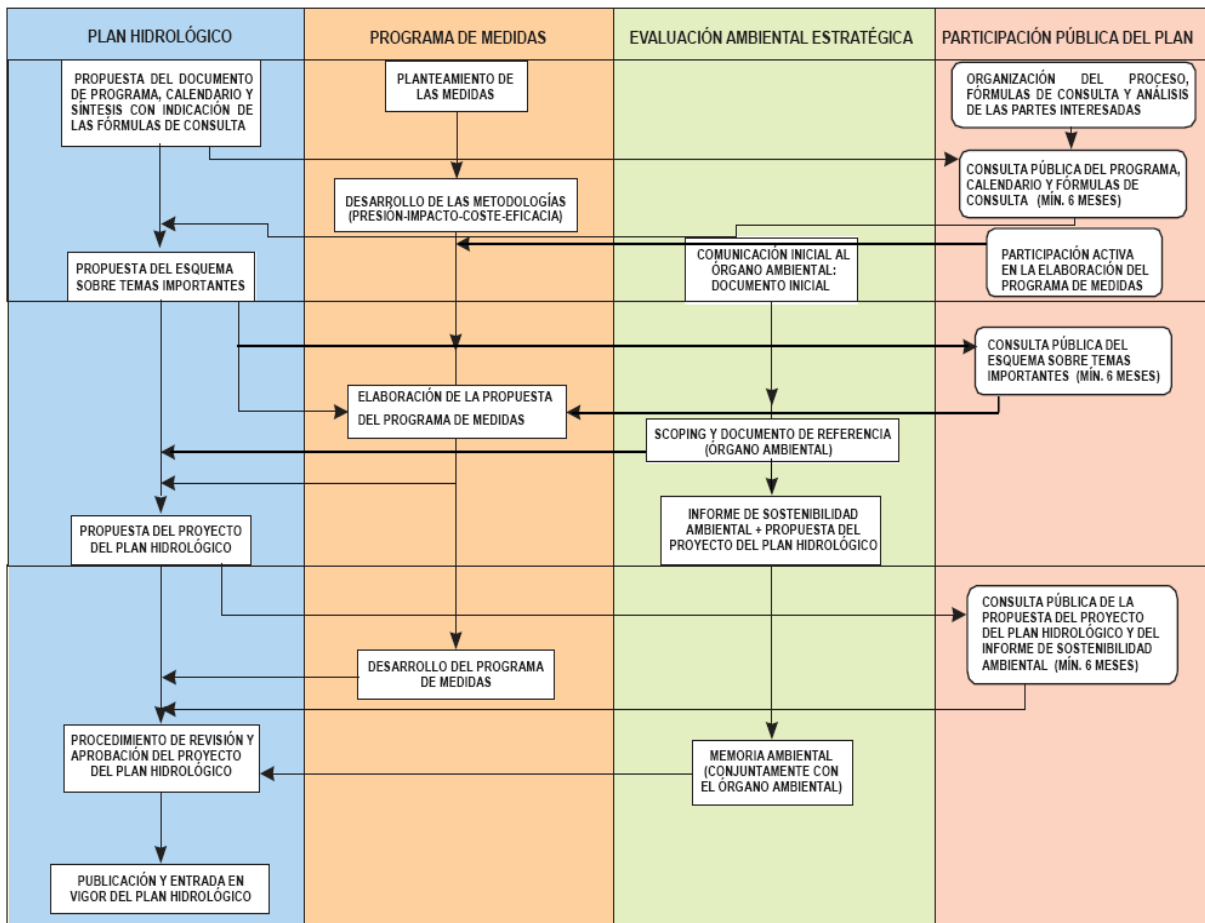 PLAN HIDROLÓGICO
PROGRAMA DE MEDIDAS
EVALUACIÓN AMBIENTAL ESTRATÉGICA
PARTICIPACIÓN PÚBLICA DEL PLAN
PROPUESTA DEL DOCUMENTO
DE PROGRAMA, CALENDARIO Y
SÍNTESIS CON INDICACIÓN DE
LAS FÓRMULAS DE CONSULTA
PLANTEAMIENTO DE
LAS MEDIDAS
ORGANIZACIÓN DEL PROCESO,
FÓRMULAS DE CONSULTA Y ANÁLISIS
DE LAS PARTES INTERESADAS
CONSULTA PÚBLICA DEL PROGRAMA,
CALENDARIO Y FÓRMULAS DE
CONSULTA (MÍN. 6 MESES)
DESARROLLO DE LAS METODOLOGÍAS
(PRESIÓN-IMPACTO-COSTE-EFICACIA)
PROPUESTA DEL ESQUEMA
SOBRE TEMAS IMPORTANTES
COMUNICACIÓN INICIAL AL
ÓRGANO AMBIENTAL:
DOCUMENTO INICIAL
PARTICIPACIÓN ACTIVA
EN LA ELABORACIÓN DEL
PROGRAMA DE MEDIDAS
CONSULTA PÚBLICA DEL
ESQUEMA SOBRE TEMAS
IMPORTANTES (MÍN. 6 MESES)
ELABORACIÓN DE LA PROPUESTA
DEL PROGRAMA DE MEDIDAS
SCOPING Y DOCUMENTO DE REFERENCIA
(ÓRGANO AMBIENTAL)
PROPUESTA DEL PROYECTO
DEL PLAN HIDROLÓGICO
INFORME DE SOSTENIBILIDAD
AMBIENTAL + PROPUESTA DEL
PROYECTO DEL PLAN HIDROLÓGICO
CONSULTA PÚBLICA DE LA
PROPUESTA DEL PROYECTO
DEL PLAN HIDROLÓGICO Y DEL
INFORME DE SOSTENIBILIDAD
AMBIENTAL (MÍN. 6 MESES)
DESARROLLO DEL PROGRAMA
DE MEDIDAS
PROCEDIMIENTO DE REVISIÓN Y
APROBACIÓN DEL PROYECTO
DEL PLAN HIDROLÓGICO
MEMORIA AMBIENTAL
(CONJUNTAMENTE CON
EL ÓRGANO AMBIENTAL)
PUBLICACIÓN Y ENTRADA EN
VIGOR DEL PLAN HIDROLÓGICO